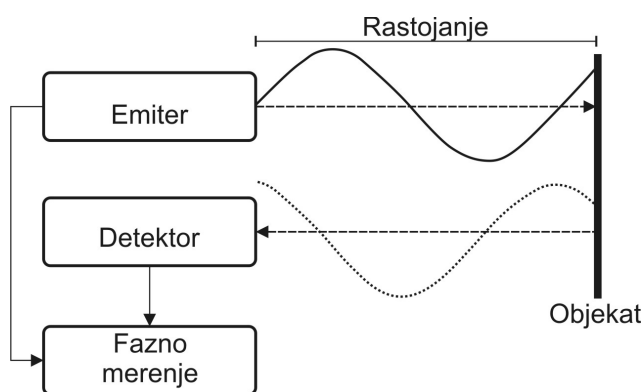 Rastojanje
Emiter
Detektor
Objekat
Fazno
merenje